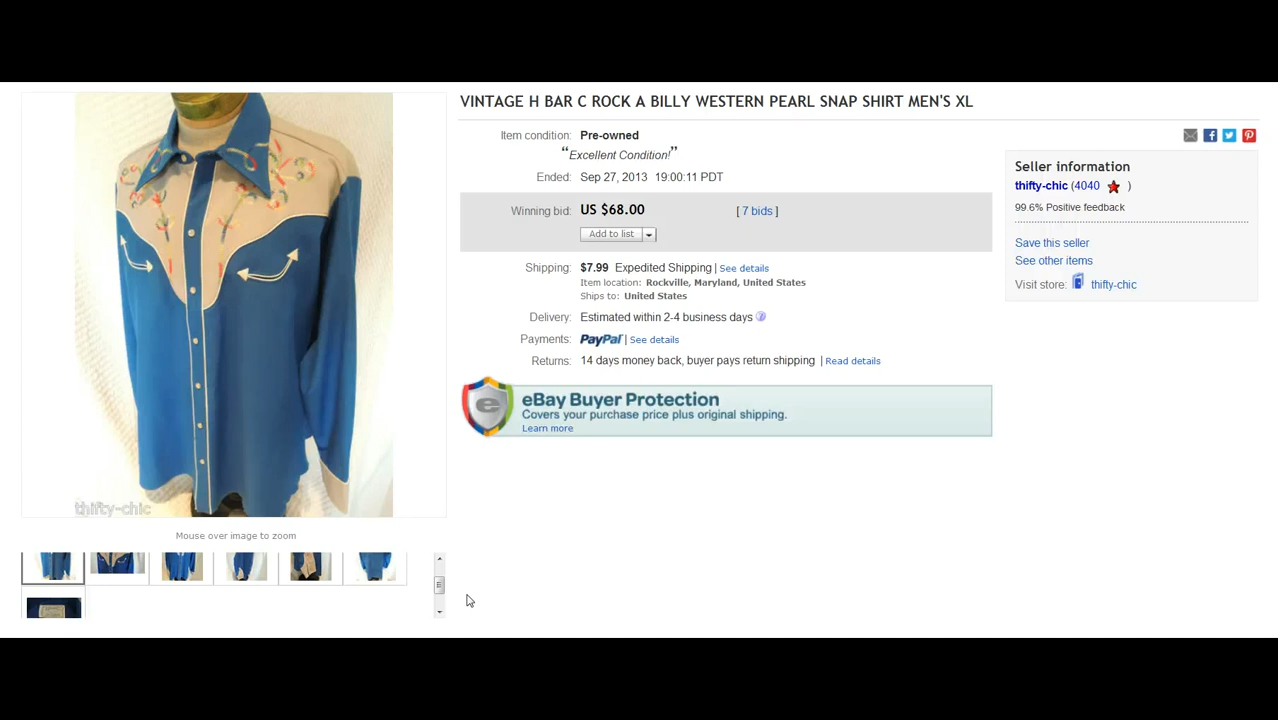 VINTAGE H BAR C ROCK A BILLY WESTERN PEARL SNAP SHIRT MEN'S XL
Item condition: Pre-owned
“Excellent Condition!”
Ended: Sep 27, 2013 19:00:11 PDT
Winning bid: US $68.00 [ 7 bids ]
Add to list
Shipping: $7.99 Expedited Shipping | See details
Item location: Rockville, Maryland, United States
Ships to: United States
Delivery: Estimated within 2-4 business days
Payments: PayPal | See details
Returns: 14 days money back, buyer pays return shipping | Read details
e
eBay Buyer Protection
Covers your purchase price plus original shipping.
Learn more
Seller information
thifty-chic (4040 )
99.6% Positive feedback
Save this seller
See other items
Visit store: thifty-chic
thifty-chic
Mouse over image to zoom